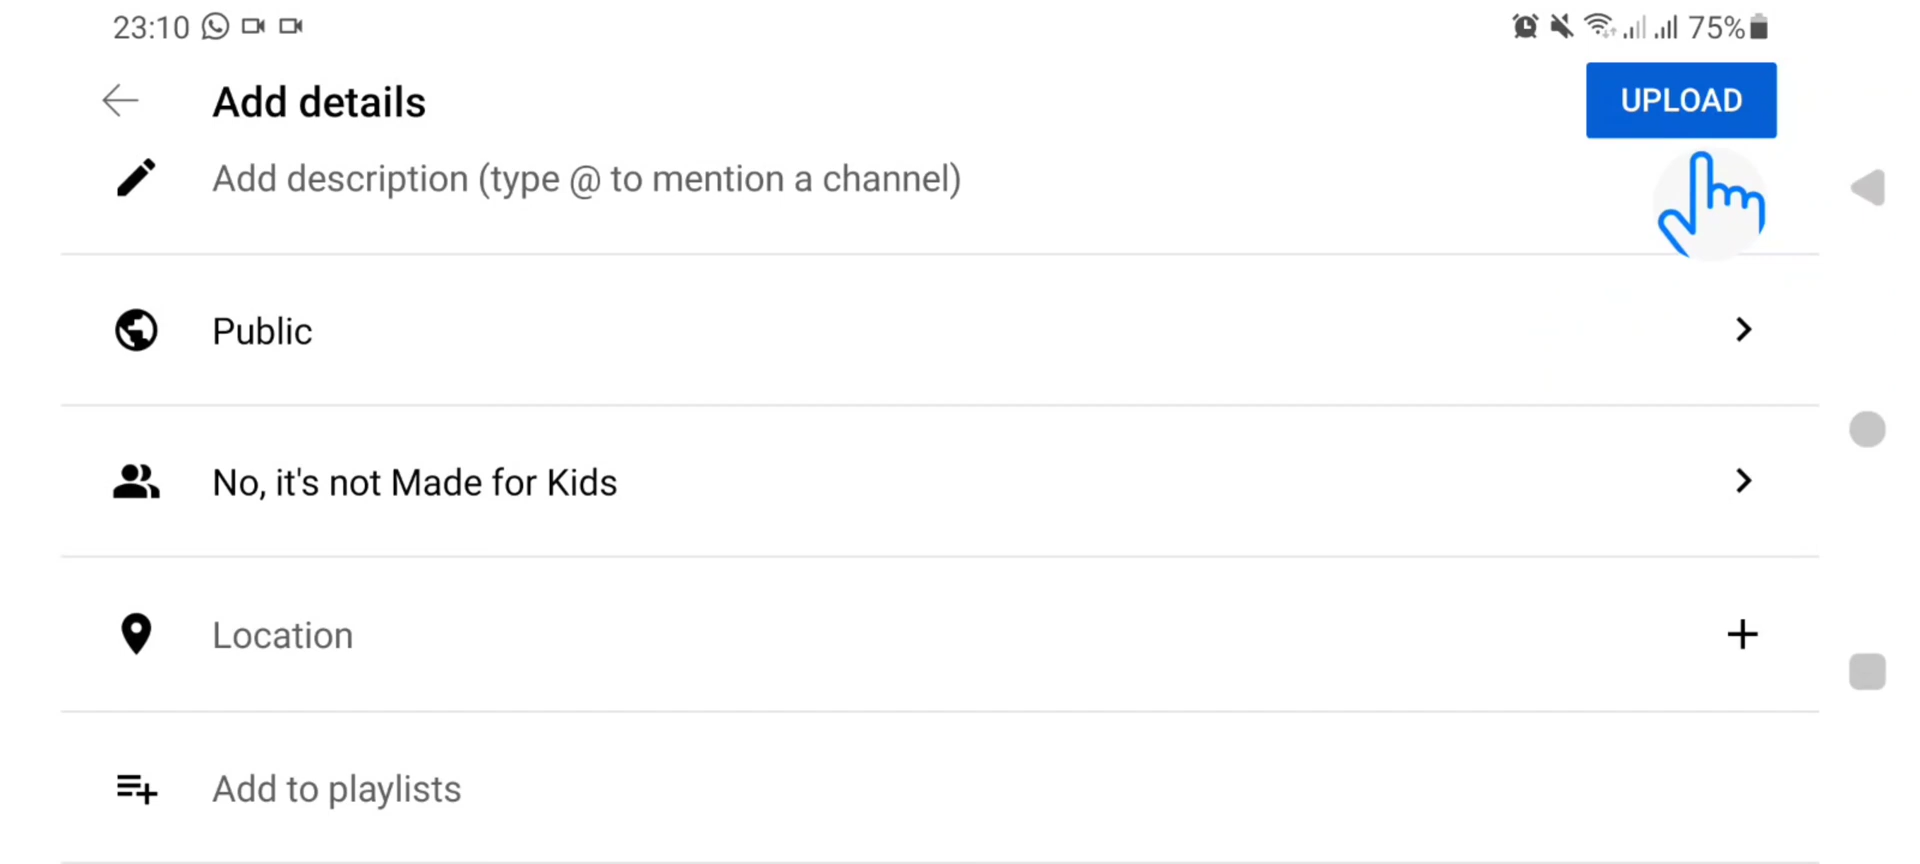 23:10 75%
Add details UPLOAD
Add description (type @ to mention a channel)
Public
No, it's not Made for Kids
Location
Add to playlists